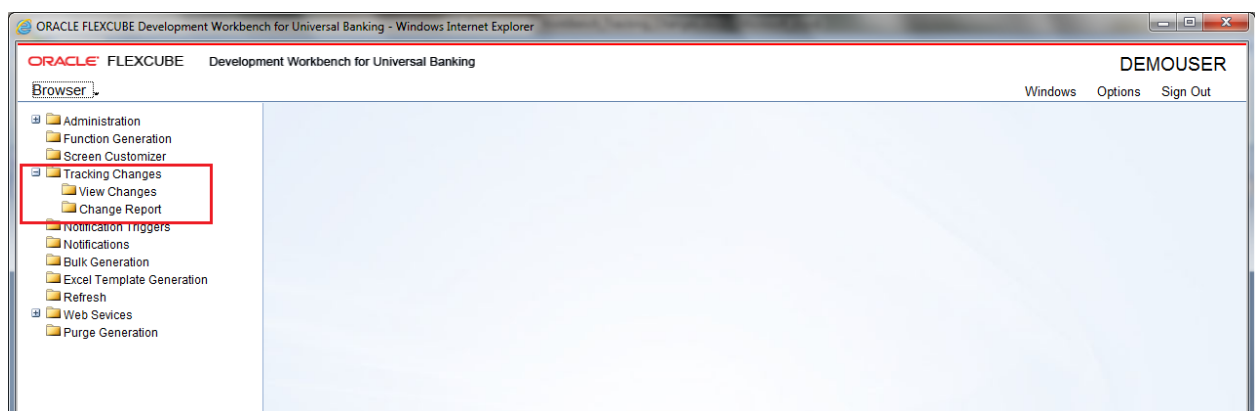 ORACLE FLEXCUBE Development Workbench for Universal Banking - Windows Internet Explorer
ORACLE FLEXCUBE Development Workbench for Universal Banking
DEMOUSER
Browser
Windows Options Sign Out
Administration
Function Generation
Screen Customizer
Tracking Changes
View Changes
Change Report
Notification Triggers
Notifications
Bulk Generation
Excel Template Generation
Refresh
Web Sevices
Purge Generation